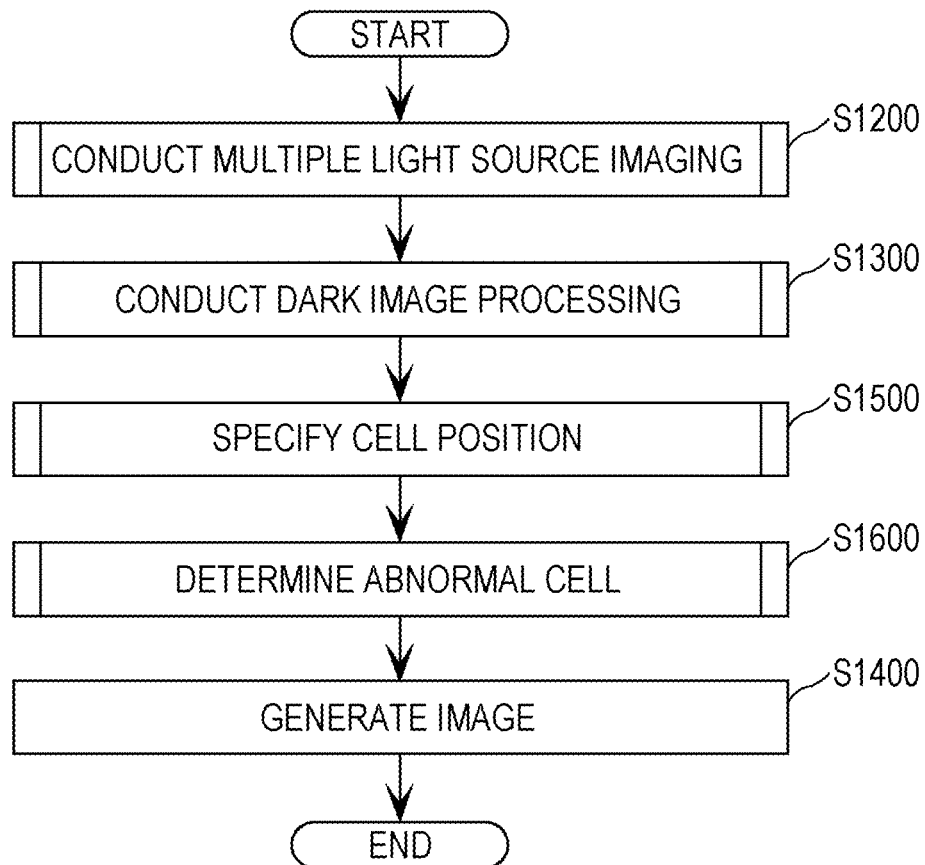 START
CONDUCT MULTIPLE LIGHT SOURCE IMAGING
S1200
CONDUCT DARK IMAGE PROCESSING
S1300
SPECIFY CELL POSITION
S1500
DETERMINE ABNORMAL CELL
S1600
GENERATE IMAGE
S1400
END